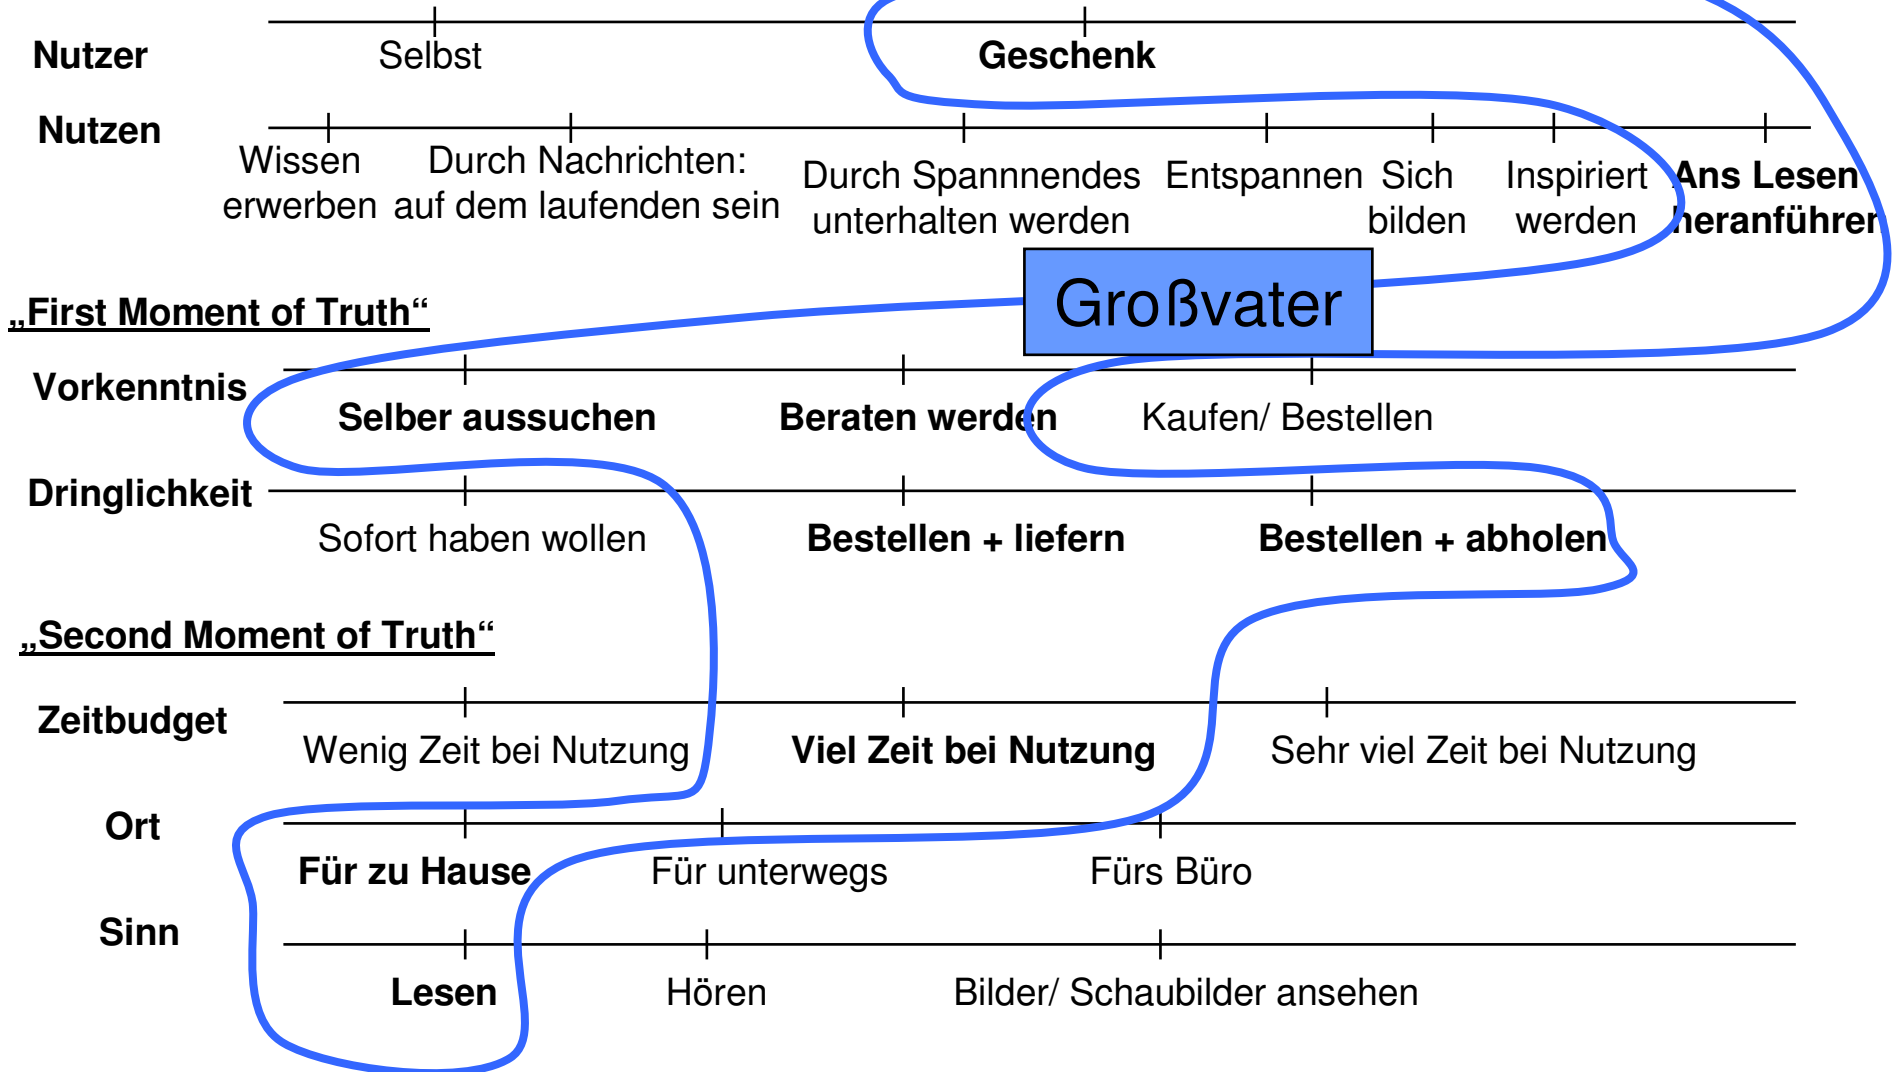 Nutzer
Selbst
Geschenk
Nutzen
Wissen
erwerben
Durch Nachrichten:
auf dem laufenden sein
Durch Spannnendes
unterhalten werden
Entspannen
Sich
bilden
Inspiriert
werden
Ans Lesen
heranführen
Großvater
„First Moment of Truth“
Vorkenntnis
Selber aussuchen
Beraten werden
Kaufen/ Bestellen
Dringlichkeit
Sofort haben wollen
Bestellen + liefern
Bestellen + abholen
„Second Moment of Truth“
Zeitbudget
Wenig Zeit bei Nutzung
Viel Zeit bei Nutzung
Sehr viel Zeit bei Nutzung
Ort
Für zu Hause
Für unterwegs
Fürs Büro
Sinn
Lesen
Hören
Bilder/ Schaubilder ansehen